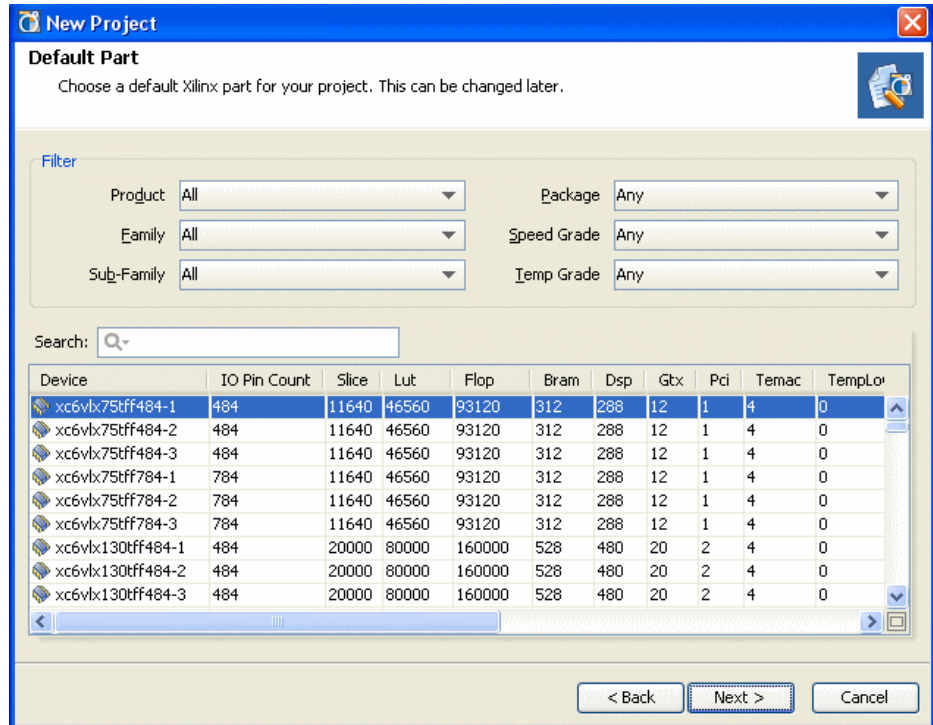 New Project
Default Part
Choose a default Xilinx part for your project. This can be changed later.
Filter
Product All Package Any
Family All Speed Grade Any
Sub-Family All Temp Grade Any
Search:
Device IO Pin Count Slice Lut Flop Bram Dsp Gtx Pci Temac TempLo
xc6vlx75tff484-1 484 11640 46560 93120 312 288 12 1 4 0
xc6vlx75tff484-2 484 11640 46560 93120 312 288 12 1 4 0
xc6vlx75tff484-3 484 11640 46560 93120 312 288 12 1 4 0
xc6vlx75tff784-1 784 11640 46560 93120 312 288 12 1 4 0
xc6vlx75tff784-2 784 11640 46560 93120 312 288 12 1 4 0
xc6vlx75tff784-3 784 11640 46560 93120 312 288 12 1 4 0
xc6vlx130tff484-1 484 20000 80000 160000 528 480 20 2 4 0
xc6vlx130tff484-2 484 20000 80000 160000 528 480 20 2 4 0
xc6vlx130tff484-3 484 20000 80000 160000 528 480 20 2 4 0
< Back Next > Cancel